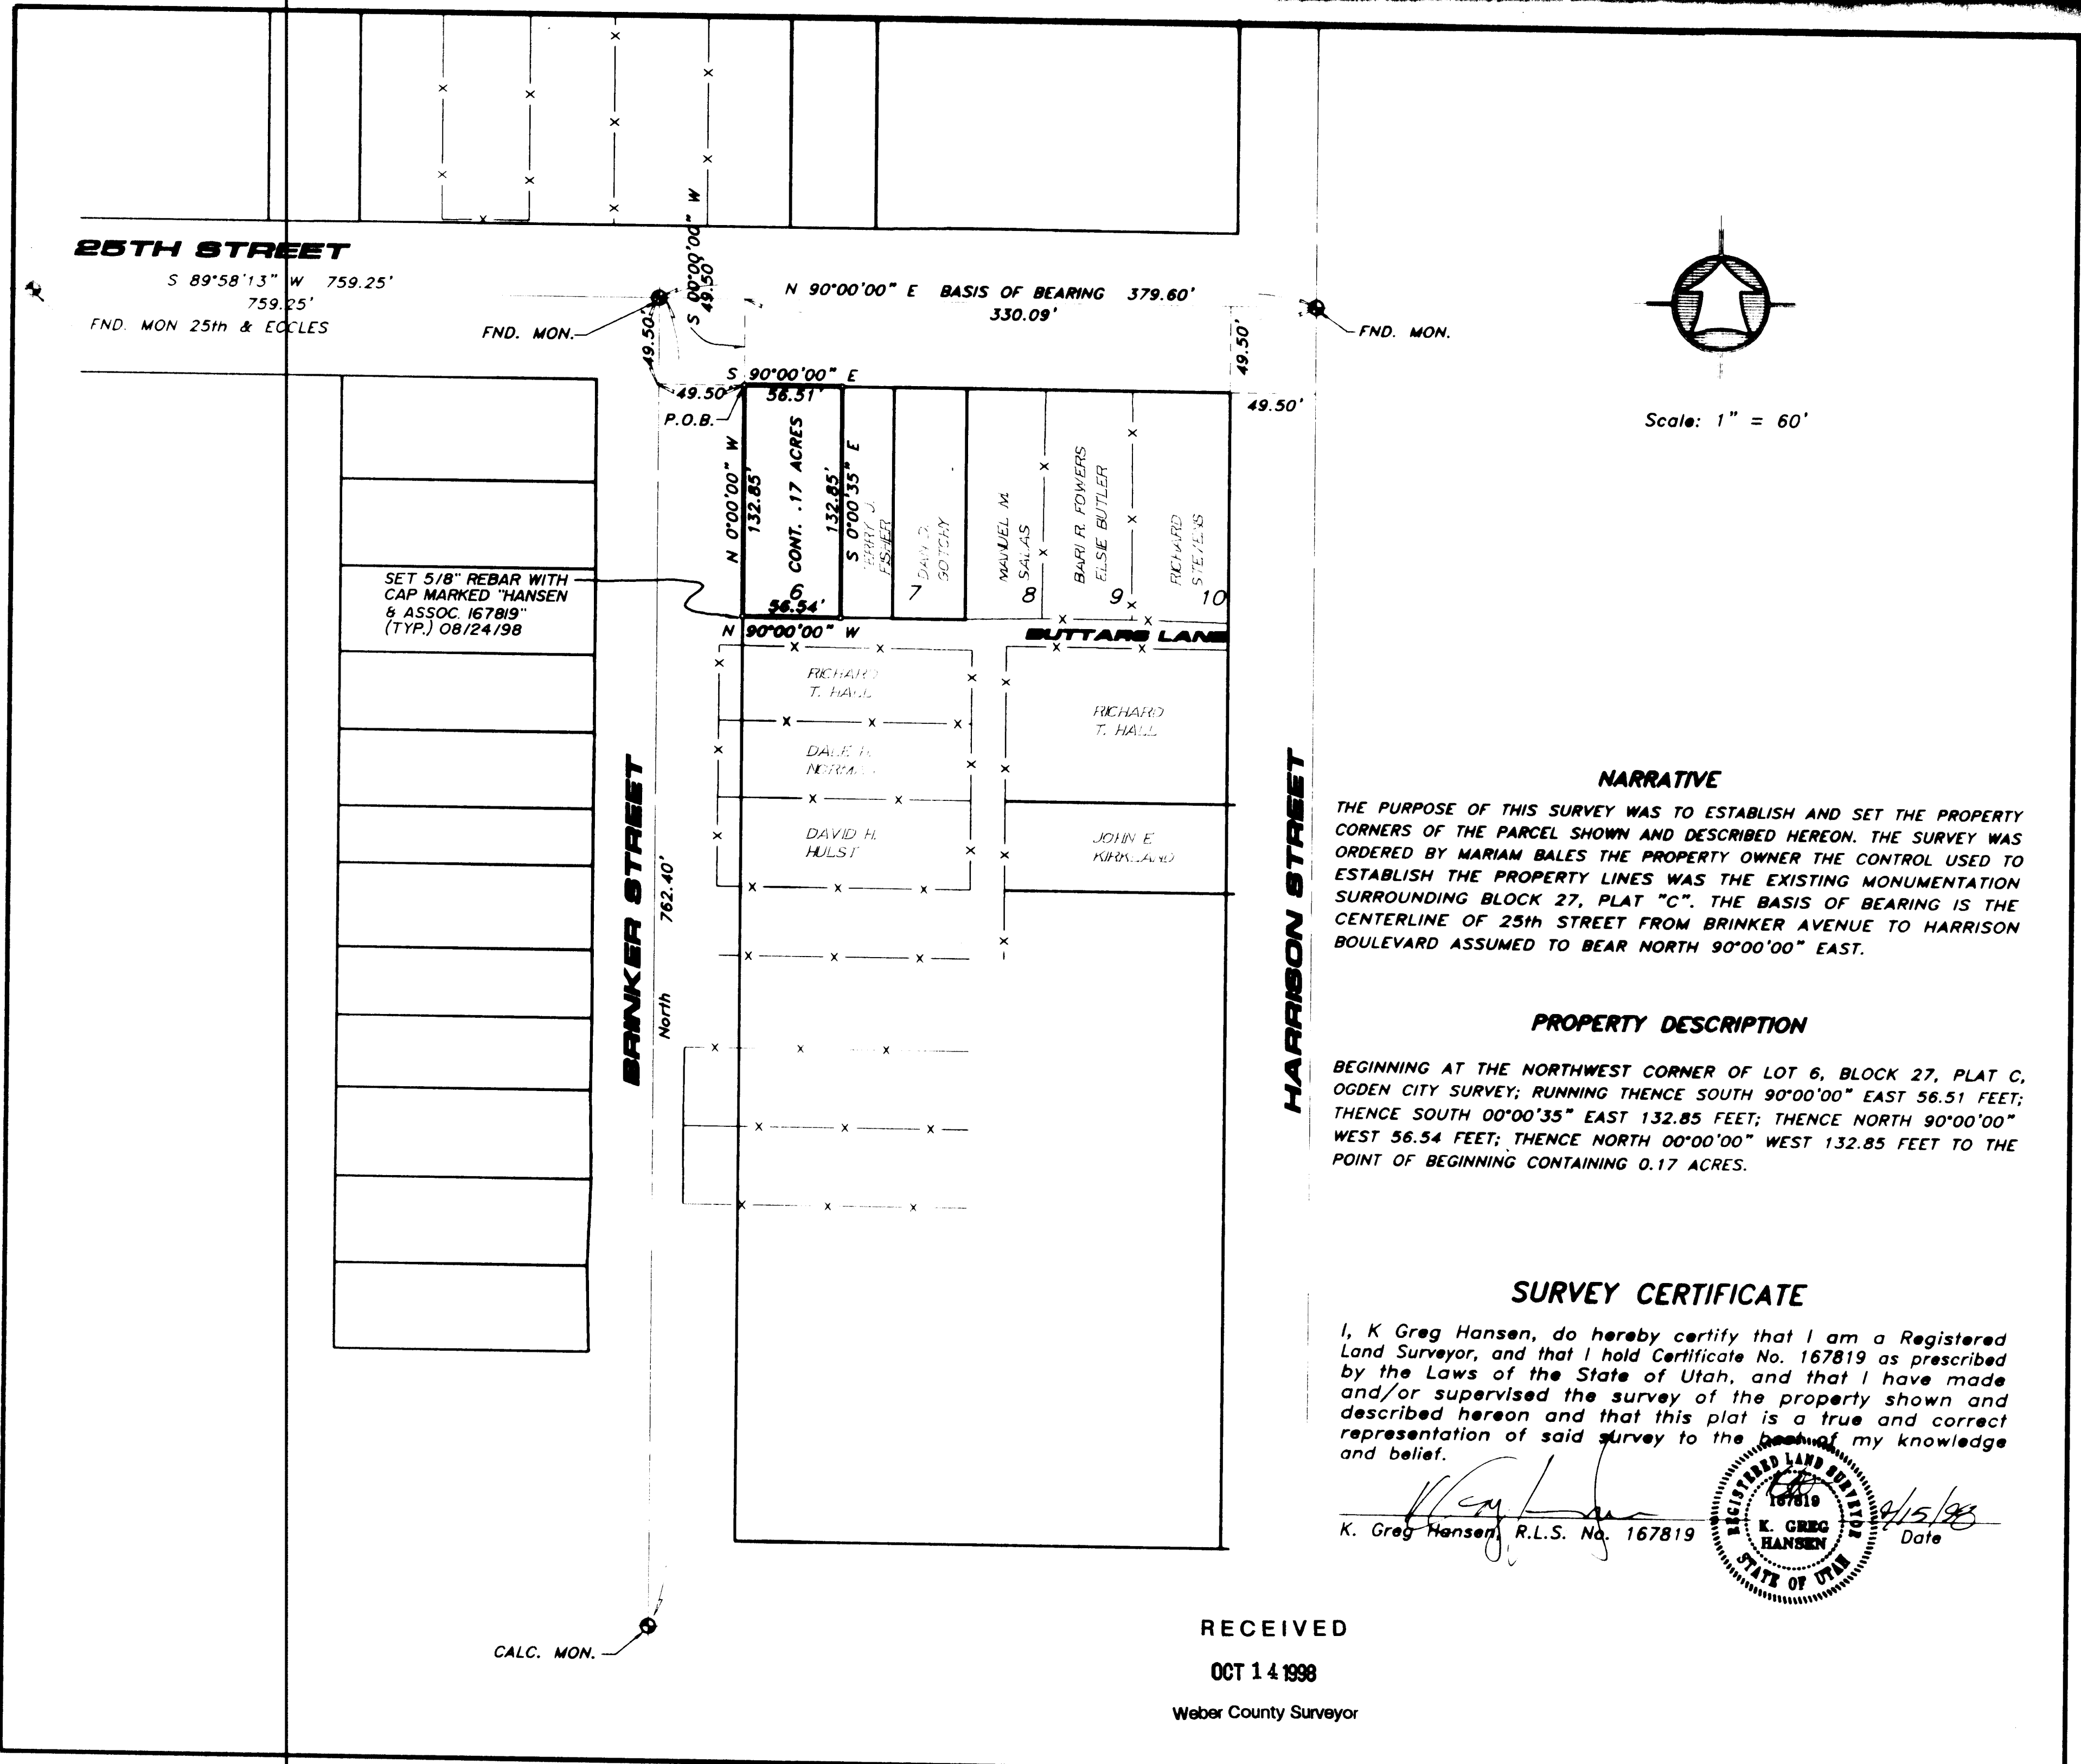 25TH STREET
S 89°58'13" W 759.25'
759.25'
FND. MON 25th & ECCLES
FND. MON.
49.50'
S 00°00'00" W
49.50'
N 90°00'00" E BASIS OF BEARING 379.60'
330.09'
49.50'
FND. MON.
S 90°00'00" E
49.50'
56.51'
P.O.B.
49.50'
Scale: 1" = 60'
N 0°00'00" W
132.85'
6 CONT. .17 ACRES
132.85'
S 0°00'35" E
FISHER
7
DAN D.
GOTCHY
MANUEL M.
SALAS
8
BARI R. FOWERS
ELSIE BUTLER
9
RICHARD
STEVENS
10
SET 5/8" REBAR WITH
CAP MARKED "HANSEN
& ASSOC. 167819"
(TYP.) 08/24/98
56.54'
N 90°00'00" W
BUTTARS LANE
RICHARD
T. HALL
RICHARD
T. HALL
DALE
DAVID H.
HULST
JOHN E
KIRKLAND
BRINKER STREET
North 762.40'
HARRISON STREET
CALC. MON.
NARRATIVE
THE PURPOSE OF THIS SURVEY WAS TO ESTABLISH AND SET THE PROPERTY
CORNERS OF THE PARCEL SHOWN AND DESCRIBED HEREON. THE SURVEY WAS
ORDERED BY MARIAM BALES THE PROPERTY OWNER THE CONTROL USED TO
ESTABLISH THE PROPERTY LINES WAS THE EXISTING MONUMENTATION
SURROUNDING BLOCK 27, PLAT "C". THE BASIS OF BEARING IS THE
CENTERLINE OF 25th STREET FROM BRINKER AVENUE TO HARRISON
BOULEVARD ASSUMED TO BEAR NORTH 90°00'00" EAST.
PROPERTY DESCRIPTION
BEGINNING AT THE NORTHWEST CORNER OF LOT 6, BLOCK 27, PLAT C,
OGDEN CITY SURVEY; RUNNING THENCE SOUTH 90°00'00" EAST 56.51 FEET;
THENCE SOUTH 00°00'35" EAST 132.85 FEET; THENCE NORTH 90°00'00"
WEST 56.54 FEET; THENCE NORTH 00°00'00" WEST 132.85 FEET TO THE
POINT OF BEGINNING CONTAINING 0.17 ACRES.
SURVEY CERTIFICATE
I, K Greg Hansen, do hereby certify that I am a Registered
Land Surveyor, and that I hold Certificate No. 167819 as prescribed
by the Laws of the State of Utah, and that I have made
and/or supervised the survey of the property shown and
described hereon and that this plat is a true and correct
representation of said survey to the best of my knowledge
and belief.
K. Greg Hansen, R.L.S. No. 167819
REGISTERED LAND SURVEYOR
167819
K. GREG
HANSEN
STATE OF UTAH
9/15/98
Date
RECEIVED
OCT 14 1998
Weber County Surveyor